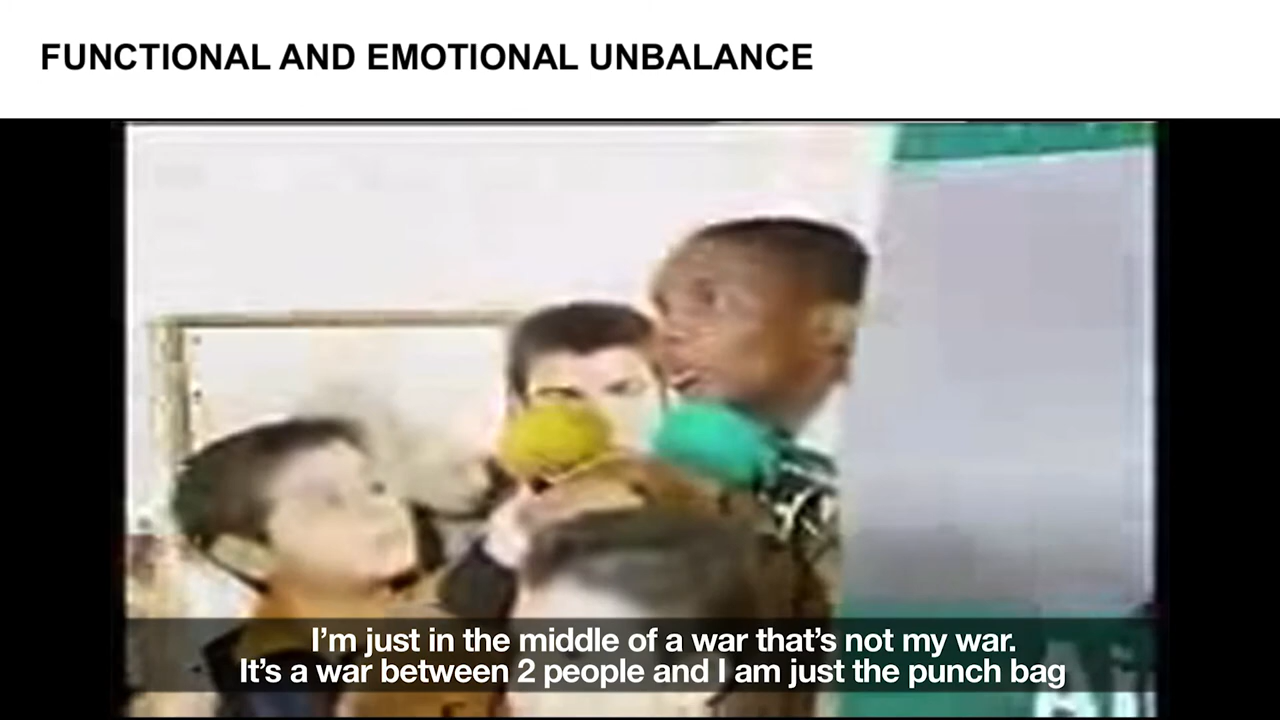 FUNCTIONAL AND EMOTIONAL UNBALANCE
I'm just in the middle of a war that's not my war.
It's a war between 2 people and I am just the punch bag